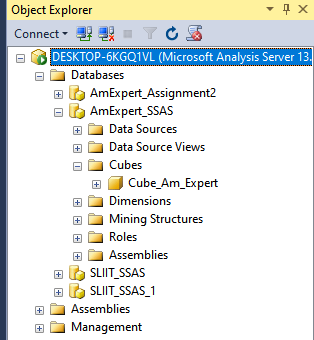 Object Explorer
Connect
DESKTOP-6KGQ1VL (Microsoft Analysis Server 13.
Databases
AmExpert_Assignment2
AmExpert_SSAS
Data Sources
Data Source Views
Cubes
Cube_Am_Expert
Dimensions
Mining Structures
Roles
Assemblies
SLIIT_SSAS
SLIIT_SSAS_1
Assemblies
Management